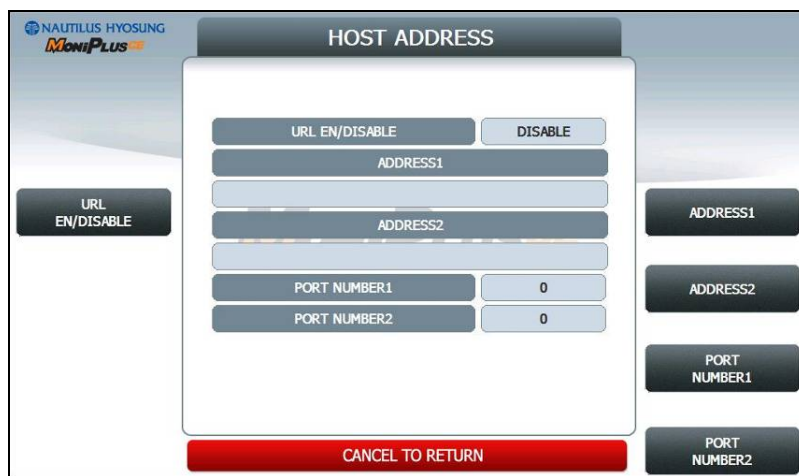 NAUTILUS HYOSUNG
MONIPLUSCE
HOST ADDRESS
URL EN/DISABLE DISABLE
ADDRESS1
ADDRESS2
PORT NUMBER1 0
PORT NUMBER2 0
URL
EN/DISABLE
ADDRESS1
ADDRESS2
PORT
NUMBER1
PORT
NUMBER2
CANCEL TO RETURN